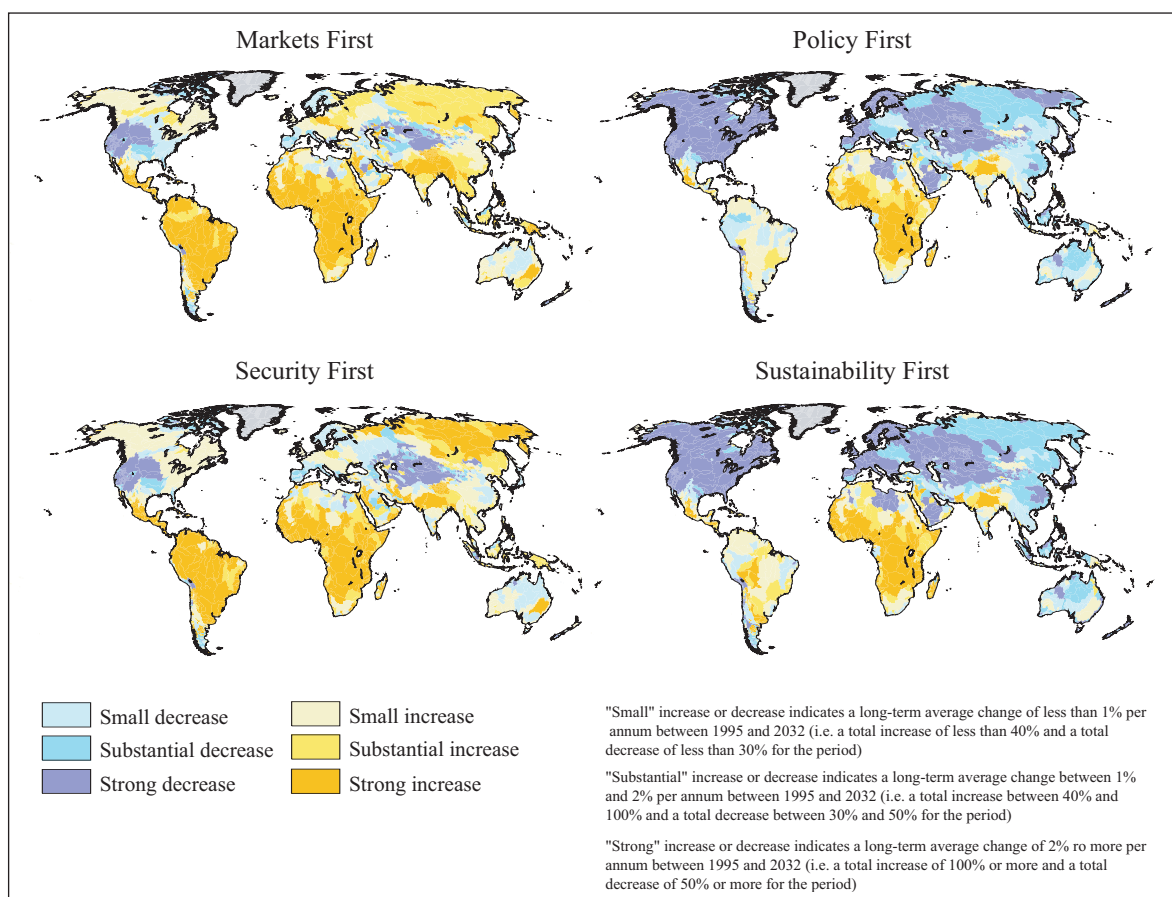 Markets First
Policy First
Security First
Sustainability First
Small decrease
Substantial decrease
Strong decrease
Small increase
Substantial increase
Strong increase
"Small" increase or decrease indicates a long-term average change of less than 1% per
annum between 1995 and 2032 (i.e. a total increase of less than 40% and a total
decrease of less than 30% for the period)
"Substantial" increase or decrease indicates a long-term average change between 1%
and 2% per annum between 1995 and 2032 (i.e. a total increase between 40% and
100% and a total decrease between 30% and 50% for the period)
"Strong" increase or decrease indicates a long-term average change of 2% ro more per
annum between 1995 and 2032 (i.e. a total increase of 100% or more and a total
decrease of 50% or more for the period)